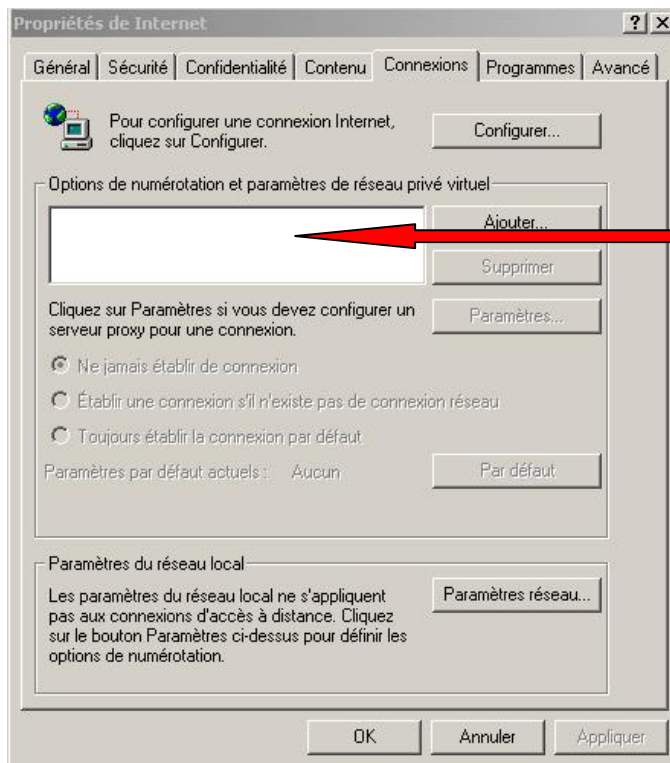 Propriétés de Internet
Général Sécurité Confidentialité Contenu Connexions Programmes Avancé
Pour configurer une connexion Internet,
cliquez sur Configurer.
Configurer...
Options de numérotation et paramètres de réseau privé virtuel
Ajouter...
Supprimer
Cliquez sur Paramètres si vous devez configurer un
serveur proxy pour une connexion.
Paramètres...
Ne jamais établir de connexion
Établir une connexion s'il n'existe pas de connexion réseau
Toujours établir la connexion par défaut
Paramètres par défaut actuels : Aucun
Par défaut
Paramètres du réseau local
Les paramètres du réseau local ne s'appliquent
pas aux connexions d'accès à distance. Cliquez
sur le bouton Paramètres ci-dessus pour définir les
options de numérotation.
Paramètres réseau...
OK Annuler Appliquer